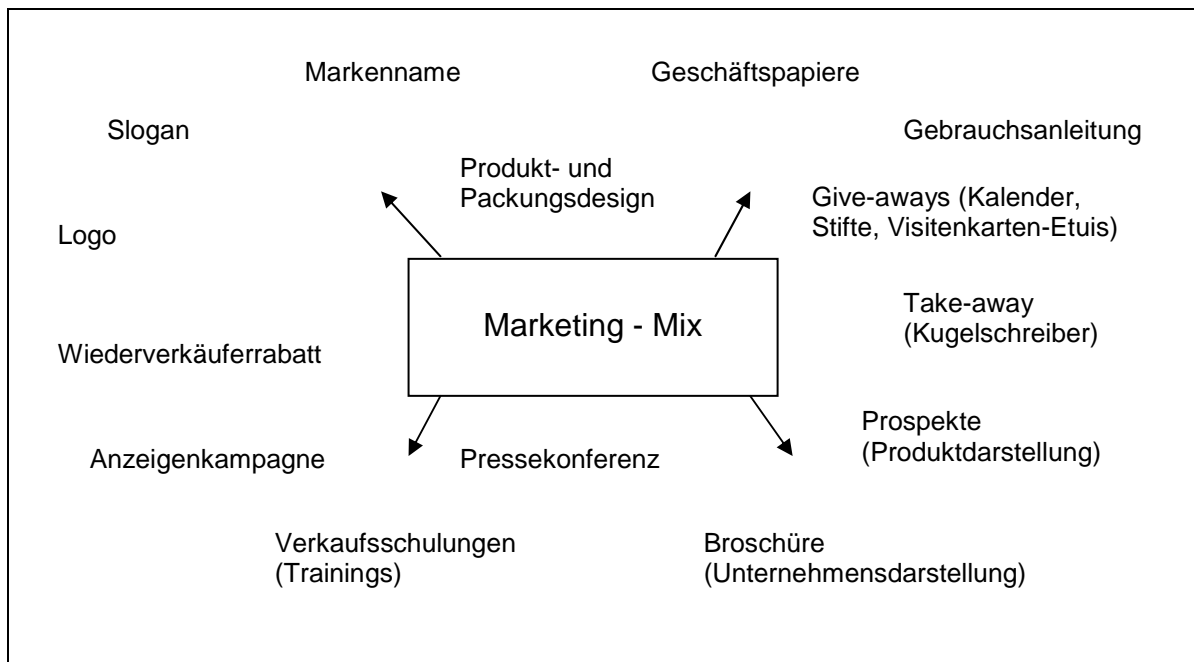 Markenname
Geschäftspapiere
Slogan
Gebrauchsanleitung
Produkt- und
Packungsdesign
Give-aways (Kalender,
Stifte, Visitenkarten-Etuis)
Logo
Marketing - Mix
Take-away
(Kugelschreiber)
Wiederverkäuferrabatt
Prospekte
(Produktdarstellung)
Anzeigenkampagne
Pressekonferenz
Verkaufsschulungen
(Trainings)
Broschüre
(Unternehmensdarstellung)